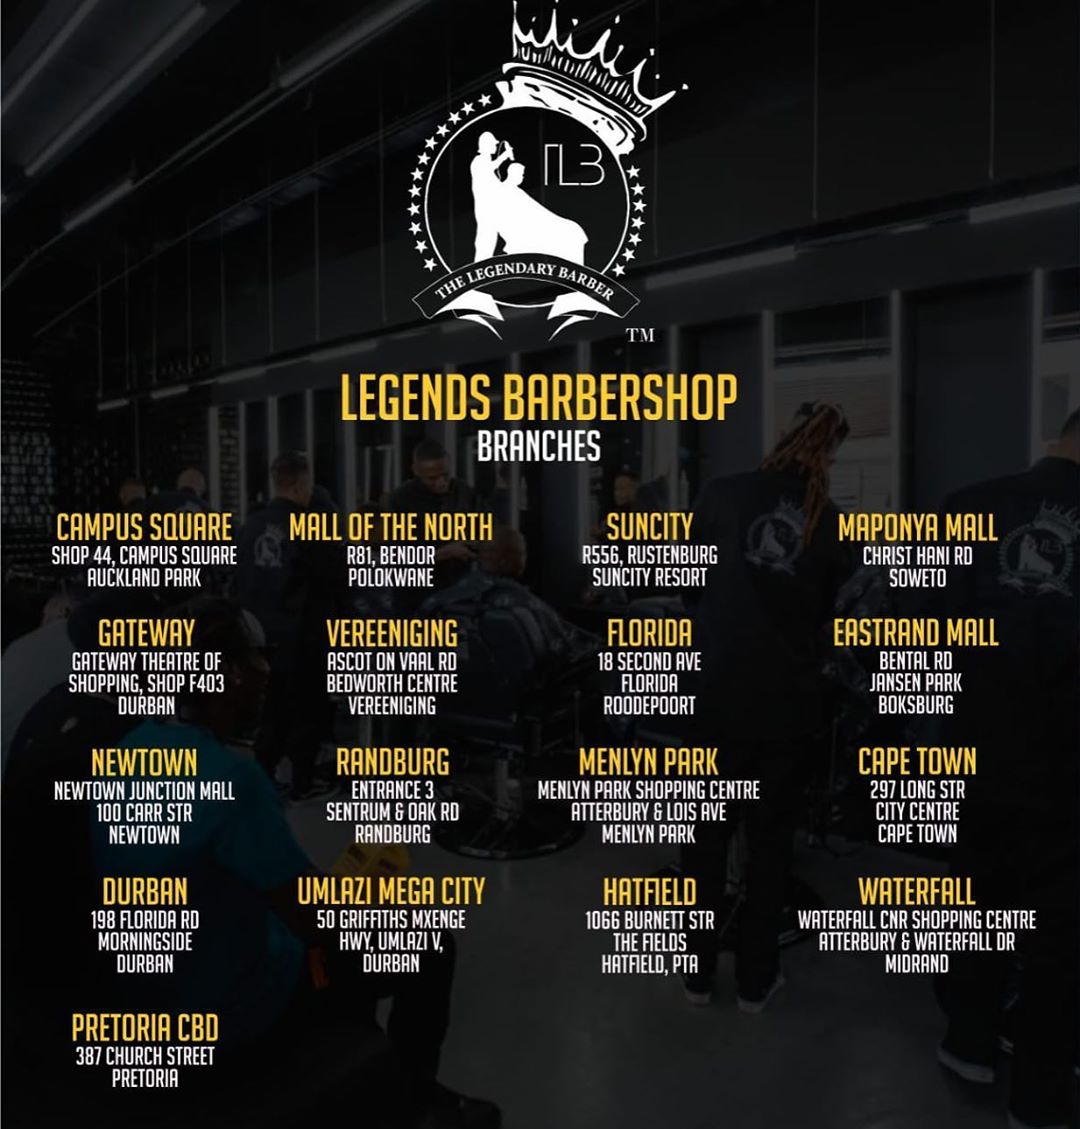 TLB
THE LEGENDARY BARBER
TM
LEGENDS BARBERSHOP
BRANCHES
CAMPUS SQUARE
SHOP 44, CAMPUS SQUARE
AUCKLAND PARK
MALL OF THE NORTH
R81, BENDOR
POLOKWANE
SUNCITY
R556, RUSTENBURG
SUNCITY RESORT
MAPONYA MALL
CHRIST HANI RD
SOWETO
GATEWAY
GATEWAY THEATRE OF
SHOPPING, SHOP F403
DURBAN
VEREENIGING
ASCOT ON VAAL RD
BEDWORTH CENTRE
VEREENIGING
FLORIDA
18 SECOND AVE
FLORIDA
ROODEPOORT
EASTRAND MALL
BENTAL RD
JANSEN PARK
BOKSBURG
NEWTOWN
NEWTOWN JUNCTION MALL
100 CARR STR
NEWTOWN
RANDBURG
ENTRANCE 3
SENTRUM & OAK RD
RANDBURG
MENLYN PARK
MENLYN PARK SHOPPING CENTRE
ATTERBURY & LOIS AVE
MENLYN PARK
CAPE TOWN
297 LONG STR
CITY CENTRE
CAPE TOWN
DURBAN
198 FLORIDA RD
MORNINGSIDE
DURBAN
UMLAZI MEGA CITY
50 GRIFFITHS MXENGE
HWY, UMLAZI V,
DURBAN
HATFIELD
1066 BURNETT STR
THE FIELDS
HATFIELD, PTA
WATERFALL
WATERFALL CNR SHOPPING CENTRE
ATTERBURY & WATERFALL DR
MIDRAND
PRETORIA CBD
387 CHURCH STREET
PRETORIA